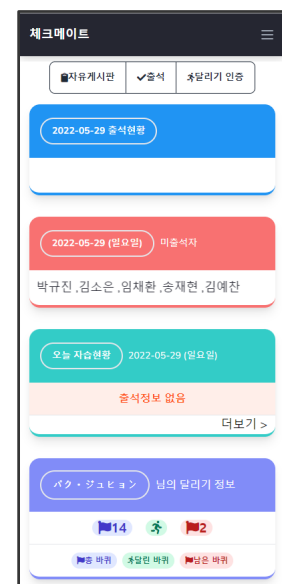 체크메이트
자유게시판 출석 달리기 인증
2022-05-29 출석현황
2022-05-29 (일요일) 미출석자
박규진 ,김소은 ,임채환 ,송재현 ,김예찬
오늘 자습현황 2022-05-29 (일요일)
출석정보 없음
더보기 >
パク・ジュヒョン 님의 달리기 정보
14 2
총 바퀴 달린 바퀴 남은 바퀴